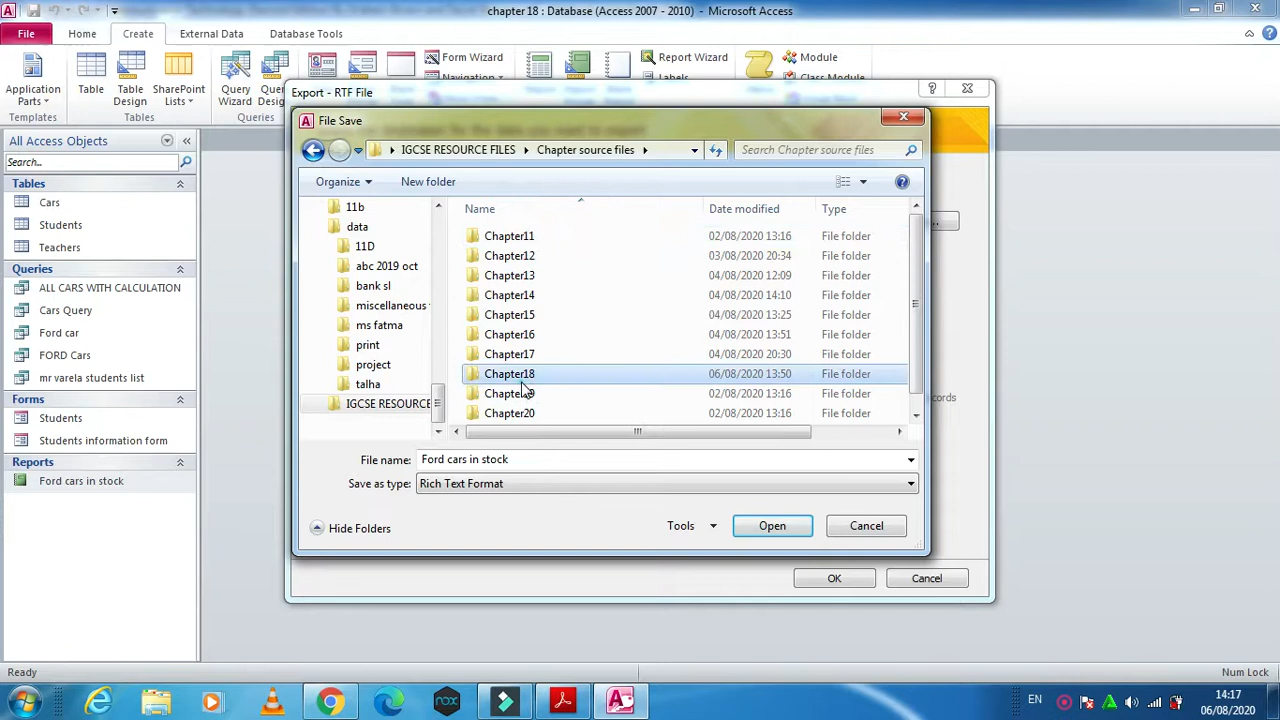 chapter 18 : Database (Access 2007 - 2010) - Microsoft Access
File
Home
Create
External Data
Database Tools
Application Parts
Templates
Table
Table Design
SharePoint Lists
Tables
Query Wizard
Query
Queries
Form Wizard
Navigation
Report Wizard
Labels
Module
Class Module
All Access Objects
Search...
Tables
Cars
Students
Teachers
Queries
ALL CARS WITH CALCULATION
Cars Query
Ford car
FORD Cars
mr varela students list
Forms
Students
Students information form
Reports
Ford cars in stock
Export - RTF File
File Save
IGCSE RESOURCE FILES
Chapter source files
Search Chapter source files
Organize
New folder
11b
data
11D
abc 2019 oct
bank sl
miscellaneous
ms fatma
print
project
talha
IGCSE RESOURCE
Name Date modified Type
Chapter11 02/08/2020 13:16 File folder
Chapter12 03/08/2020 20:34 File folder
Chapter13 04/08/2020 12:09 File folder
Chapter14 04/08/2020 14:10 File folder
Chapter15 04/08/2020 13:25 File folder
Chapter16 04/08/2020 13:51 File folder
Chapter17 04/08/2020 20:30 File folder
Chapter18 06/08/2020 13:50 File folder
02/08/2020 13:16 File folder
Chapter20 02/08/2020 13:16 File folder
File name: Ford cars in stock
Save as type: Rich Text Format
Hide Folders
Tools
Open
Cancel
OK
Cancel
Ready
Num Lock
EN
14:17
06/08/2020